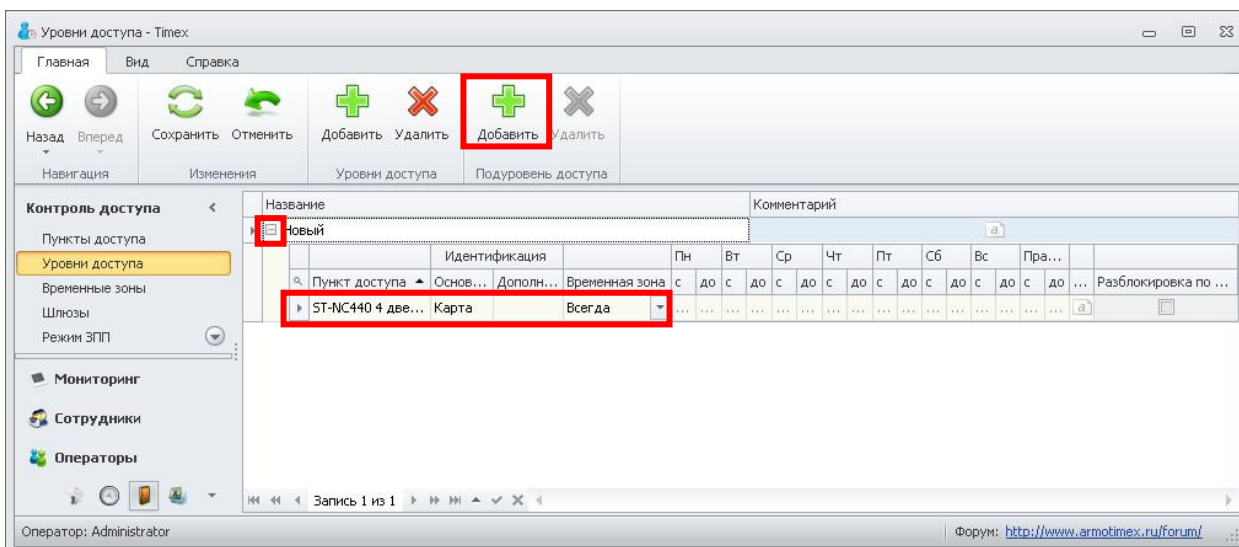 Уровни доступа - Timex
Главная Вид Справка
Назад Вперед Сохранить Отменить Добавить Удалить Добавить Удалить
Навигация Изменения Уровни доступа Подуровень доступа
Контроль доступа
Пункты доступа
Уровни доступа
Временные зоны
Шлюзы
Режим ЗПП
Мониторинг
Сотрудники
Операторы
Название Комментарий
Новый
Идентификация Пн Вт Ср Чт Пт Сб Вс Пра...
Пункт доступа Основ... Дополн... Временная зона с до с до с до с до с до с до с до с до ... Разблокировка по ...
ST-NC440 4 две... Карта Всегда ... ... ... ... ... ... ... ... ... ... ... ... ... ... ... ...
Запись 1 из 1
Оператор: Administrator Форум: http://www.armotimex.ru/forum/